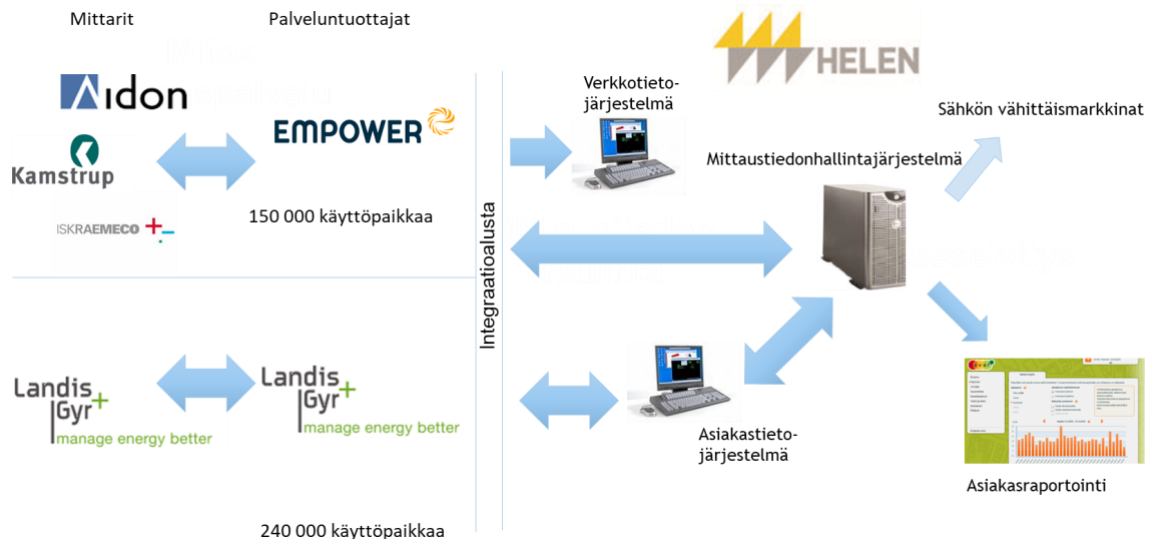 Mittarit
Palveluntuottajat
Aidon
EMPOWER
Kamstrup
ISKRAEMECO
150 000 käyttöpaikkaa
Landis+
Gyr+
manage energy better
Landis+
Gyr+
manage energy better
240 000 käyttöpaikkaa
Integraatioalusta
HELEN
Verkkotieto-
järjestelmä
Mittaustiedonhallintajärjestelmä
Sähkön vähittäismarkkinat
Asiakastieto-
järjestelmä
Asiakasraportointi